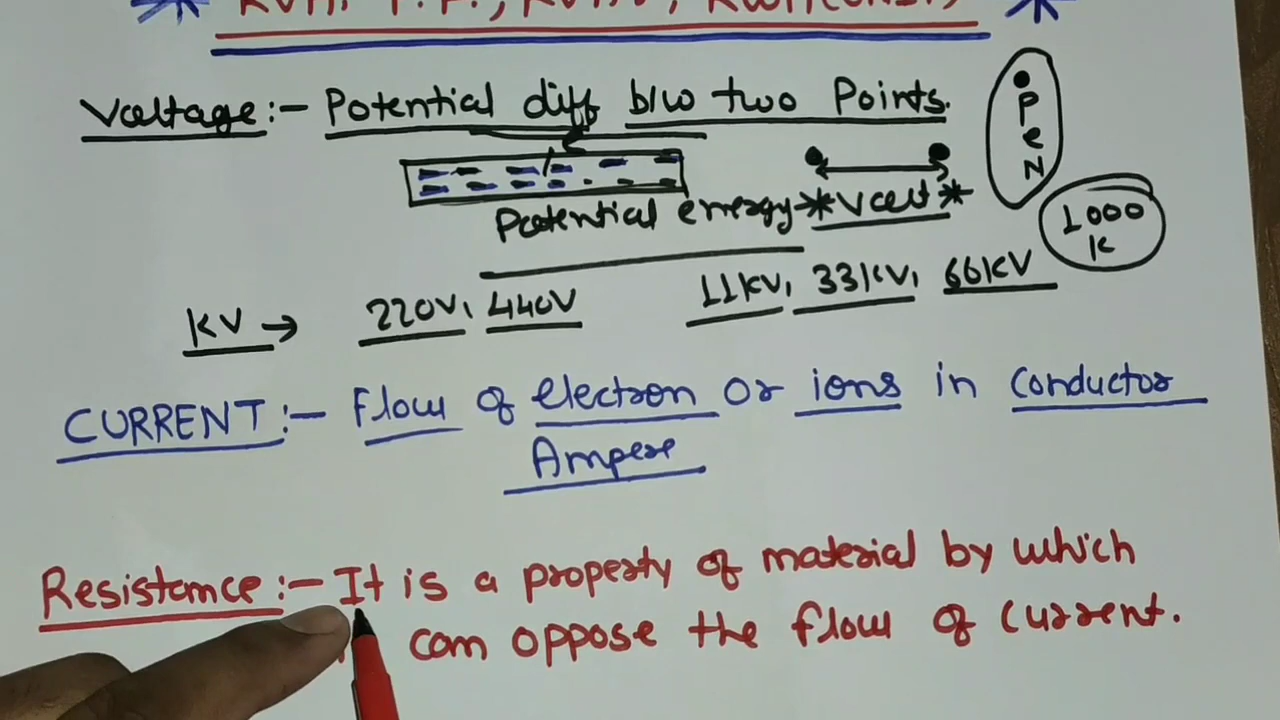 Voltage:- Potential diff b/w two Points.
OPeN
Potential energy *Volt*
1000
K
KV → 220V, 440V 11KV, 33KV, 66KV
CURRENT:- Flow of electron Or ions in Conductor
Ampere
Resistance:- It is a property of material by which
can oppose the flow of current.